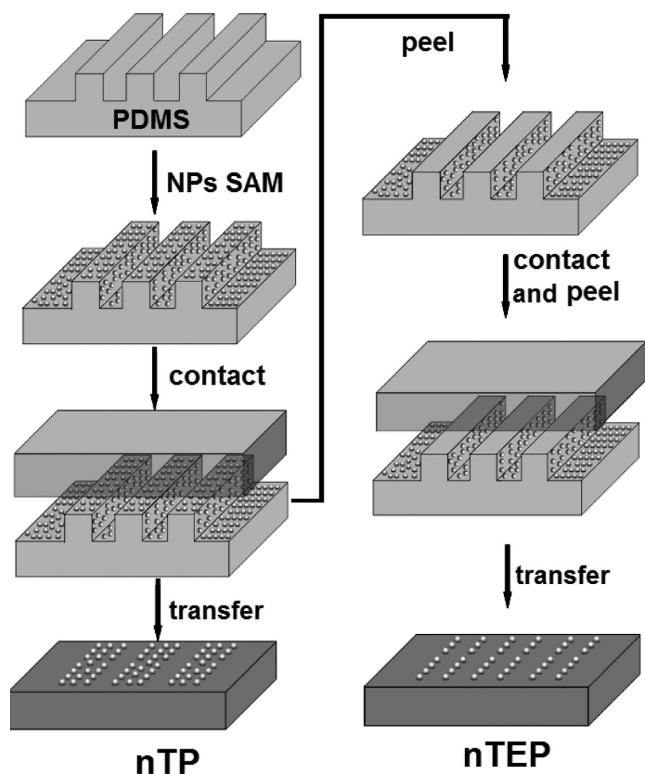 PDMS
NPs SAM
contact
transfer
nTP
peel
contact
and peel
transfer
nTEP